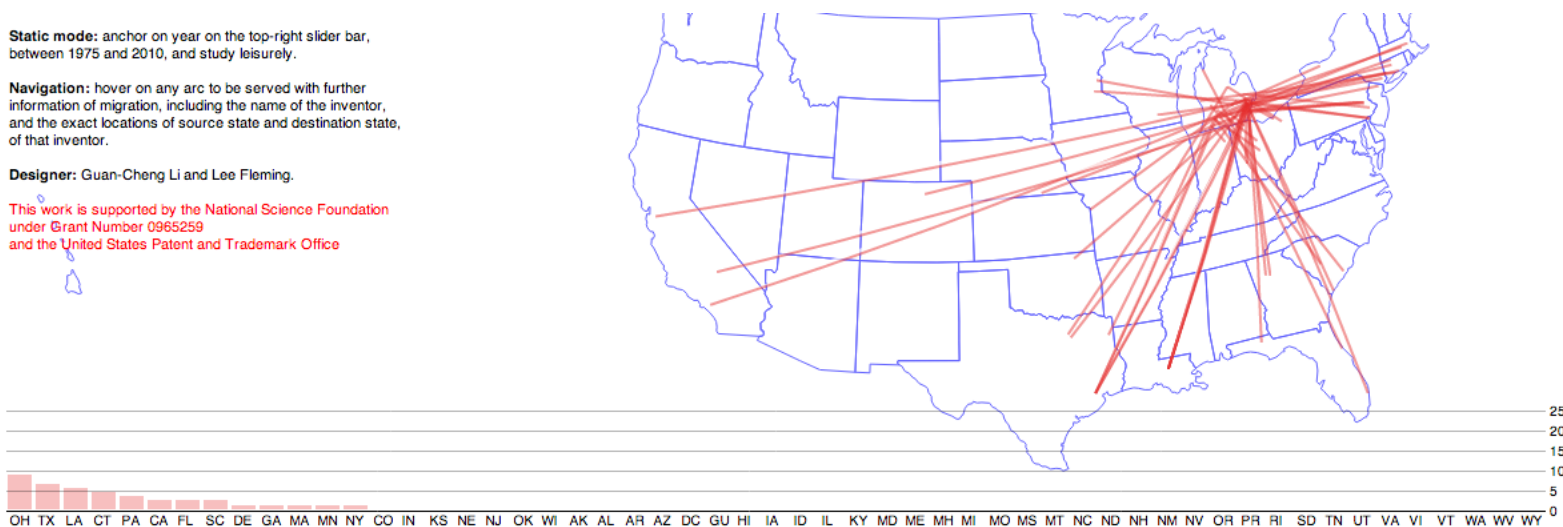 Static mode: anchor on year on the top-right slider bar,
between 1975 and 2010, and study leisurely.
Navigation: hover on any arc to be served with further
information of migration, including the name of the inventor,
and the exact locations of source state and destination state,
of that inventor.
Designer: Guan-Cheng Li and Lee Fleming.
This work is supported by the National Science Foundation
under Grant Number 0965259
and the United States Patent and Trademark Office
25
20
15
10
5
0
OH TX LA CT PA CA FL SC DE GA MA MN NY CO IN KS NE NJ OK WI AK AL AR AZ DC GU HI IA ID IL KY MD ME MH MI MO MS MT NC ND NH NM NV OR PR RI SD TN UT VA VI VT WA WV WY